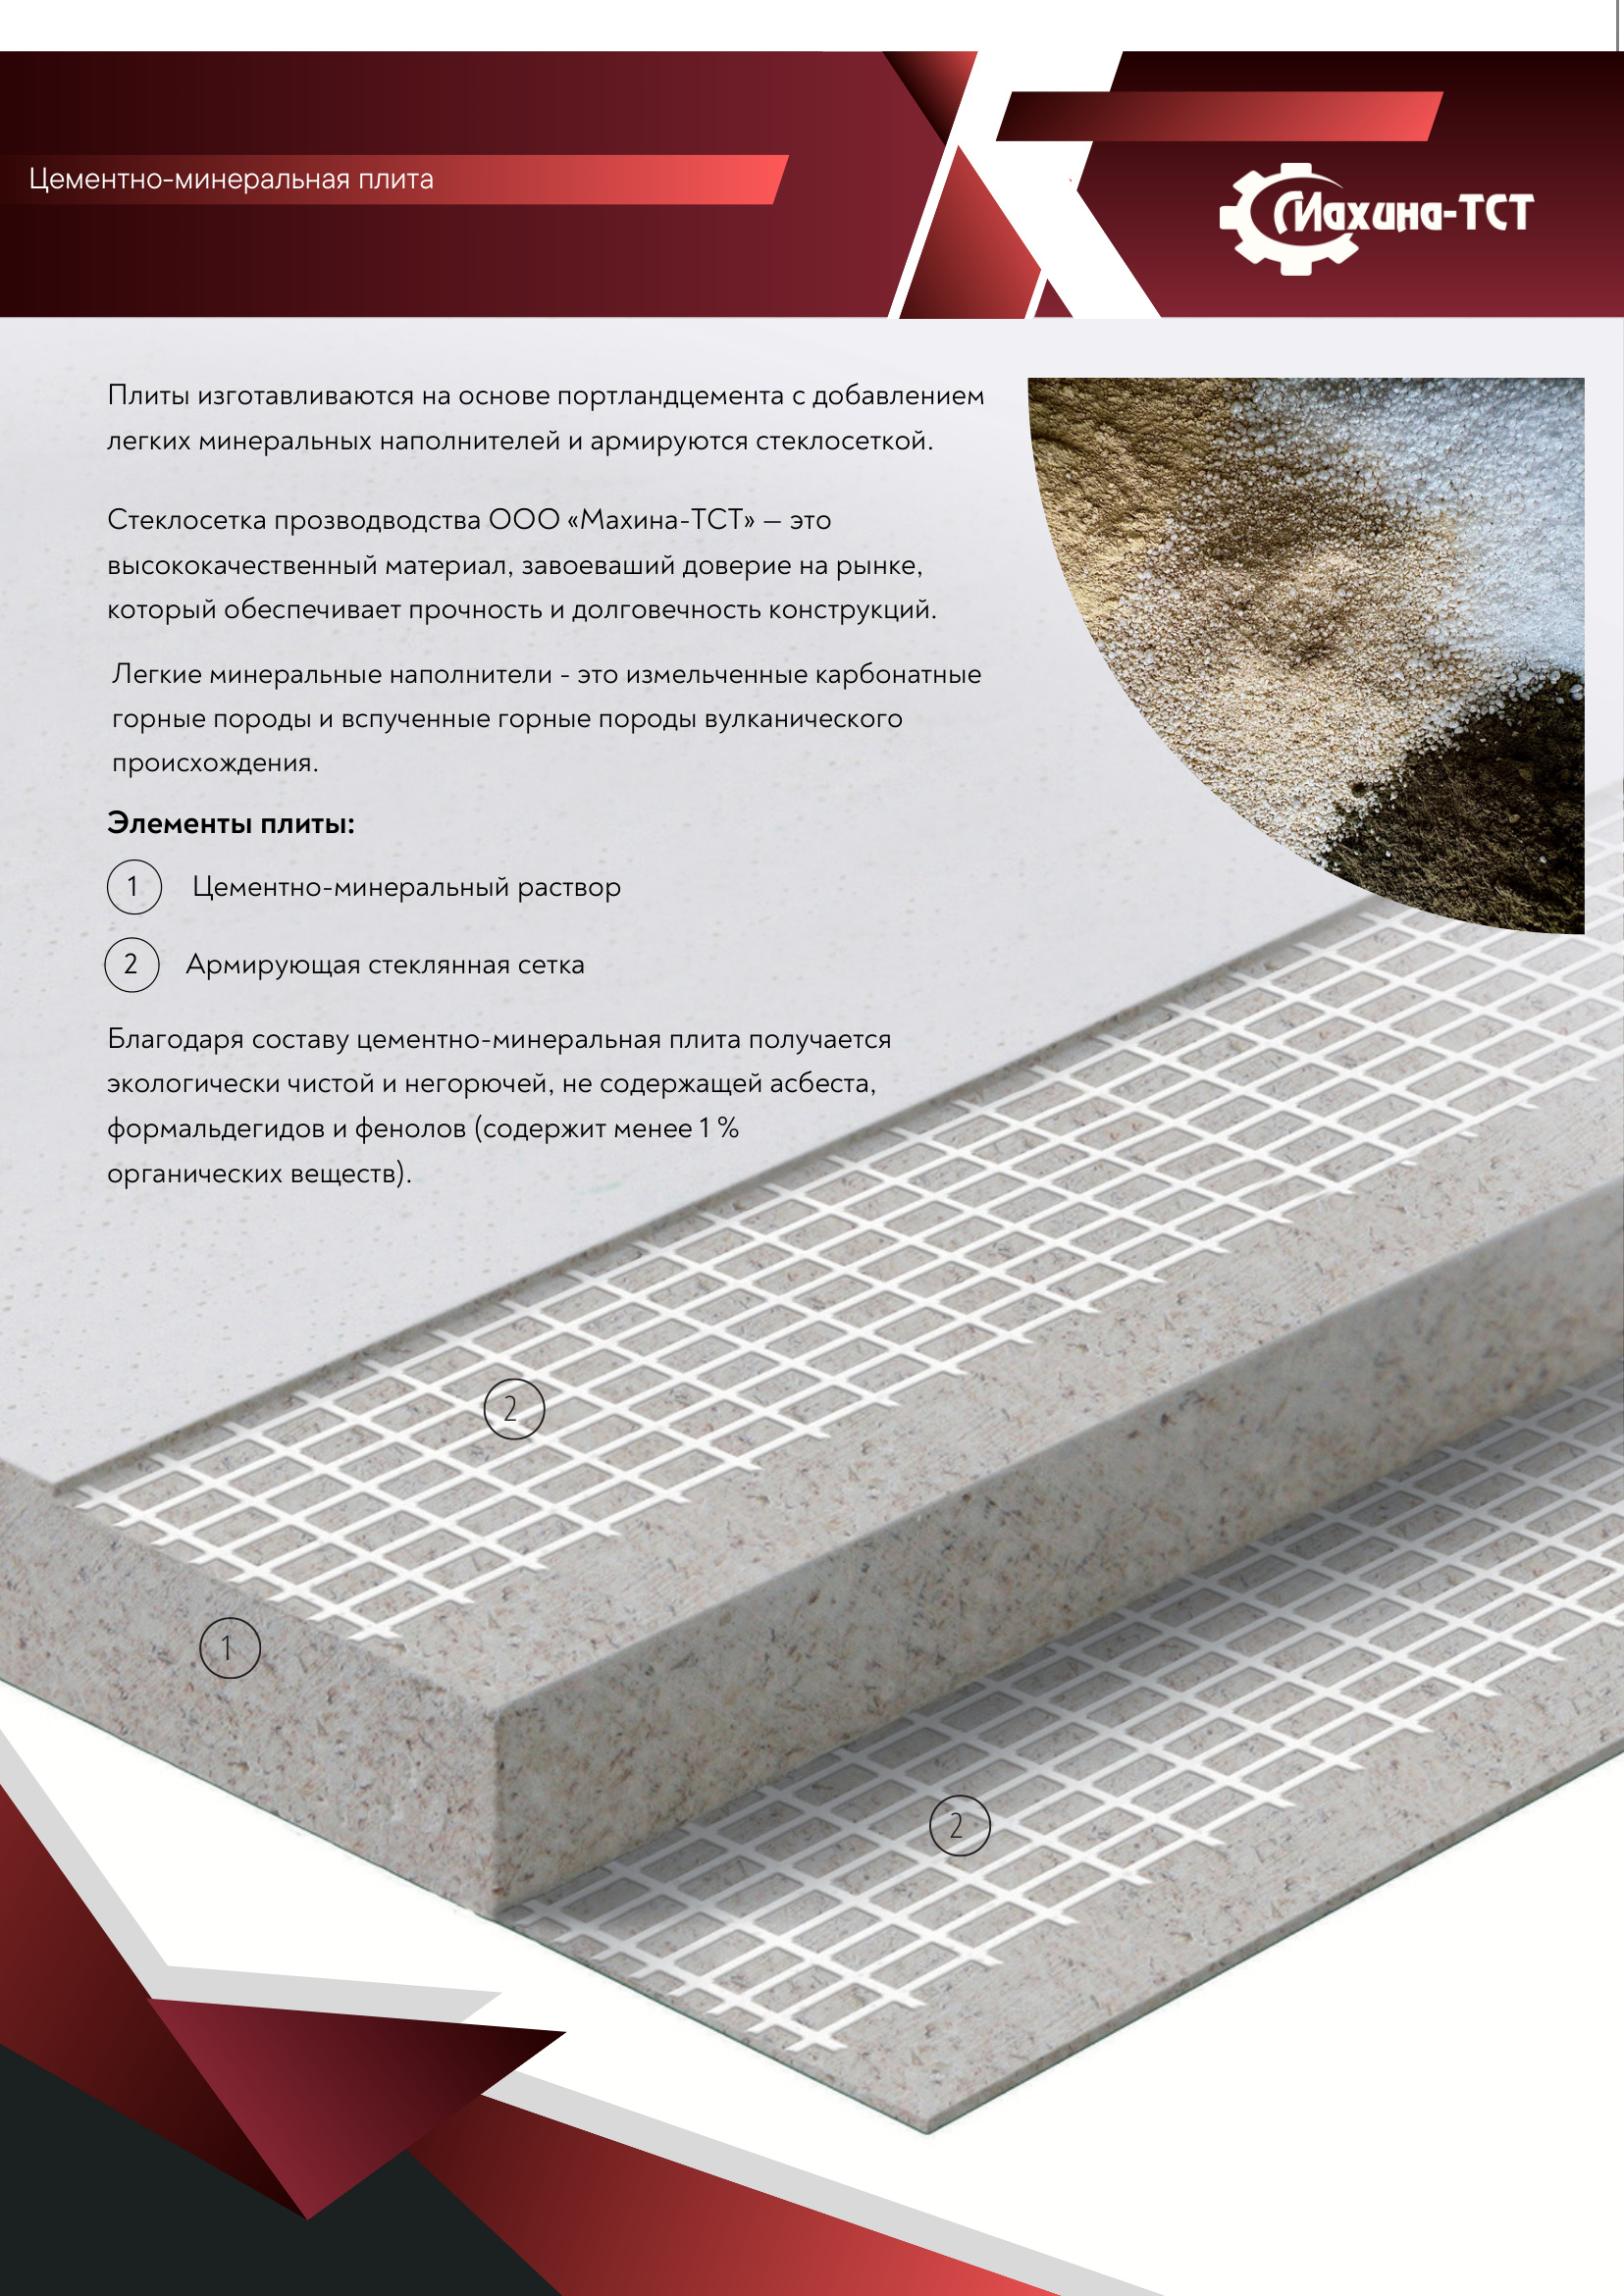 Цементно-минеральная плита
Махина-ТСТ
Плиты изготавливаются на основе портландцемента с добавлением
легких минеральных наполнителей и армируются стеклосеткой.
Стеклосетка прозводводства ООО «Махина-ТСТ» — это
высококачественный материал, завоеваший доверие на рынке,
который обеспечивает прочность и долговечность конструкций.
Легкие минеральные наполнители - это измельченные карбонатные
горные породы и вспученные горные породы вулканического
происхождения.
Элементы плиты:
1 Цементно-минеральный раствор
2 Армирующая стеклянная сетка
Благодаря составу цементно-минеральная плита получается
экологически чистой и негорючей, не содержащей асбеста,
формальдегидов и фенолов (содержит менее 1 %
органических веществ).
2
1
2